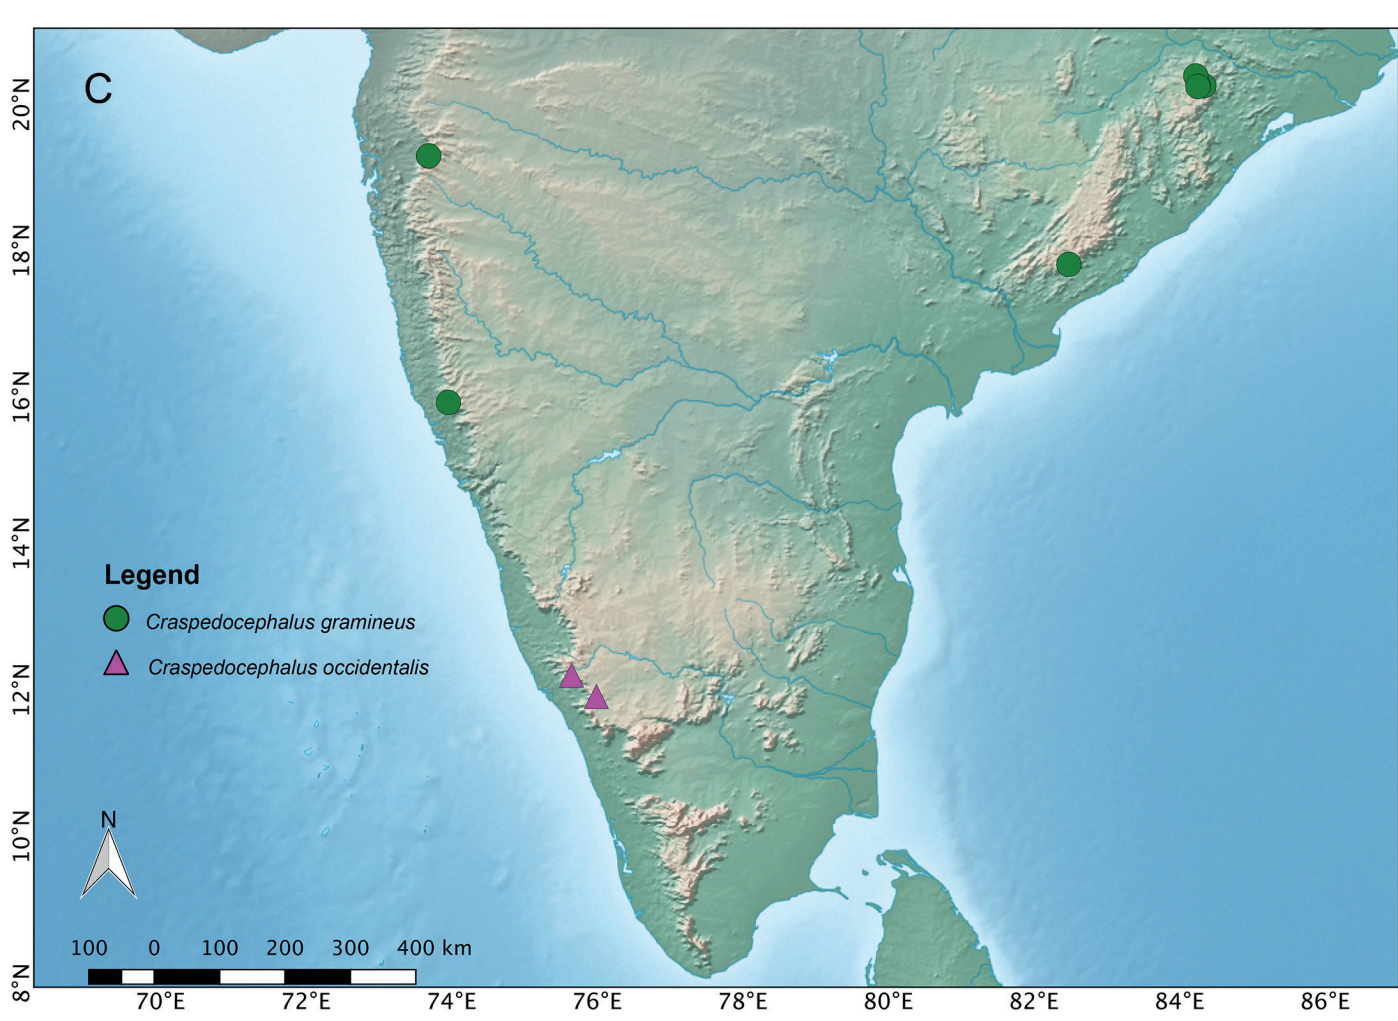 C
20°N
18°N
16°N
14°N
12°N
10°N
8°N
Legend
Craspedocephalus gramineus
Craspedocephalus occidentalis
N
100 0 100 200 300 400 km
70°E 72°E 74°E 76°E 78°E 80°E 82°E 84°E 86°E